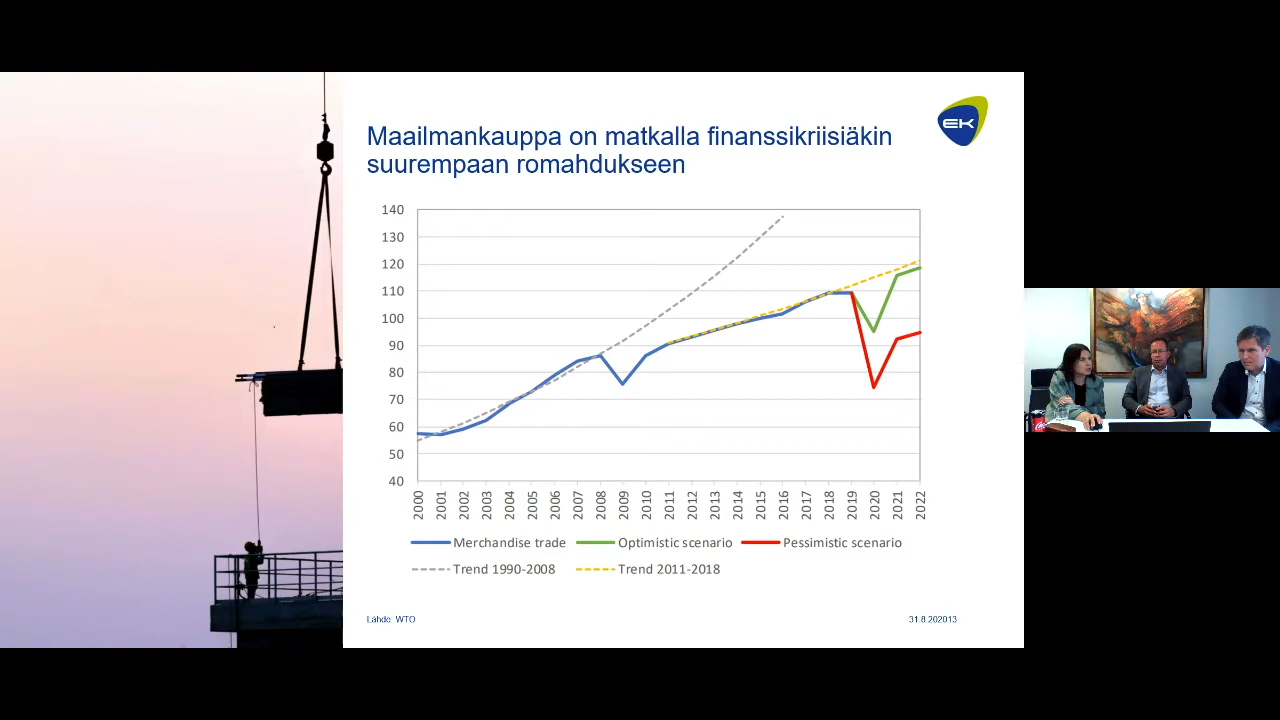 EK
Maailmankauppa on matkalla finanssikriisiäkin
suurempaan romahdukseen
140
130
120
110
100
90
80
70
60
50
40
2000 2001 2002 2003 2004 2005 2006 2007 2008 2009 2010 2011 2012 2013 2014 2015 2016 2017 2018 2019 2020 2021 2022
Merchandise trade Optimistic scenario Pessimistic scenario
Trend 1990-2008 Trend 2011-2018
Lähde: WTO 31.8.202013